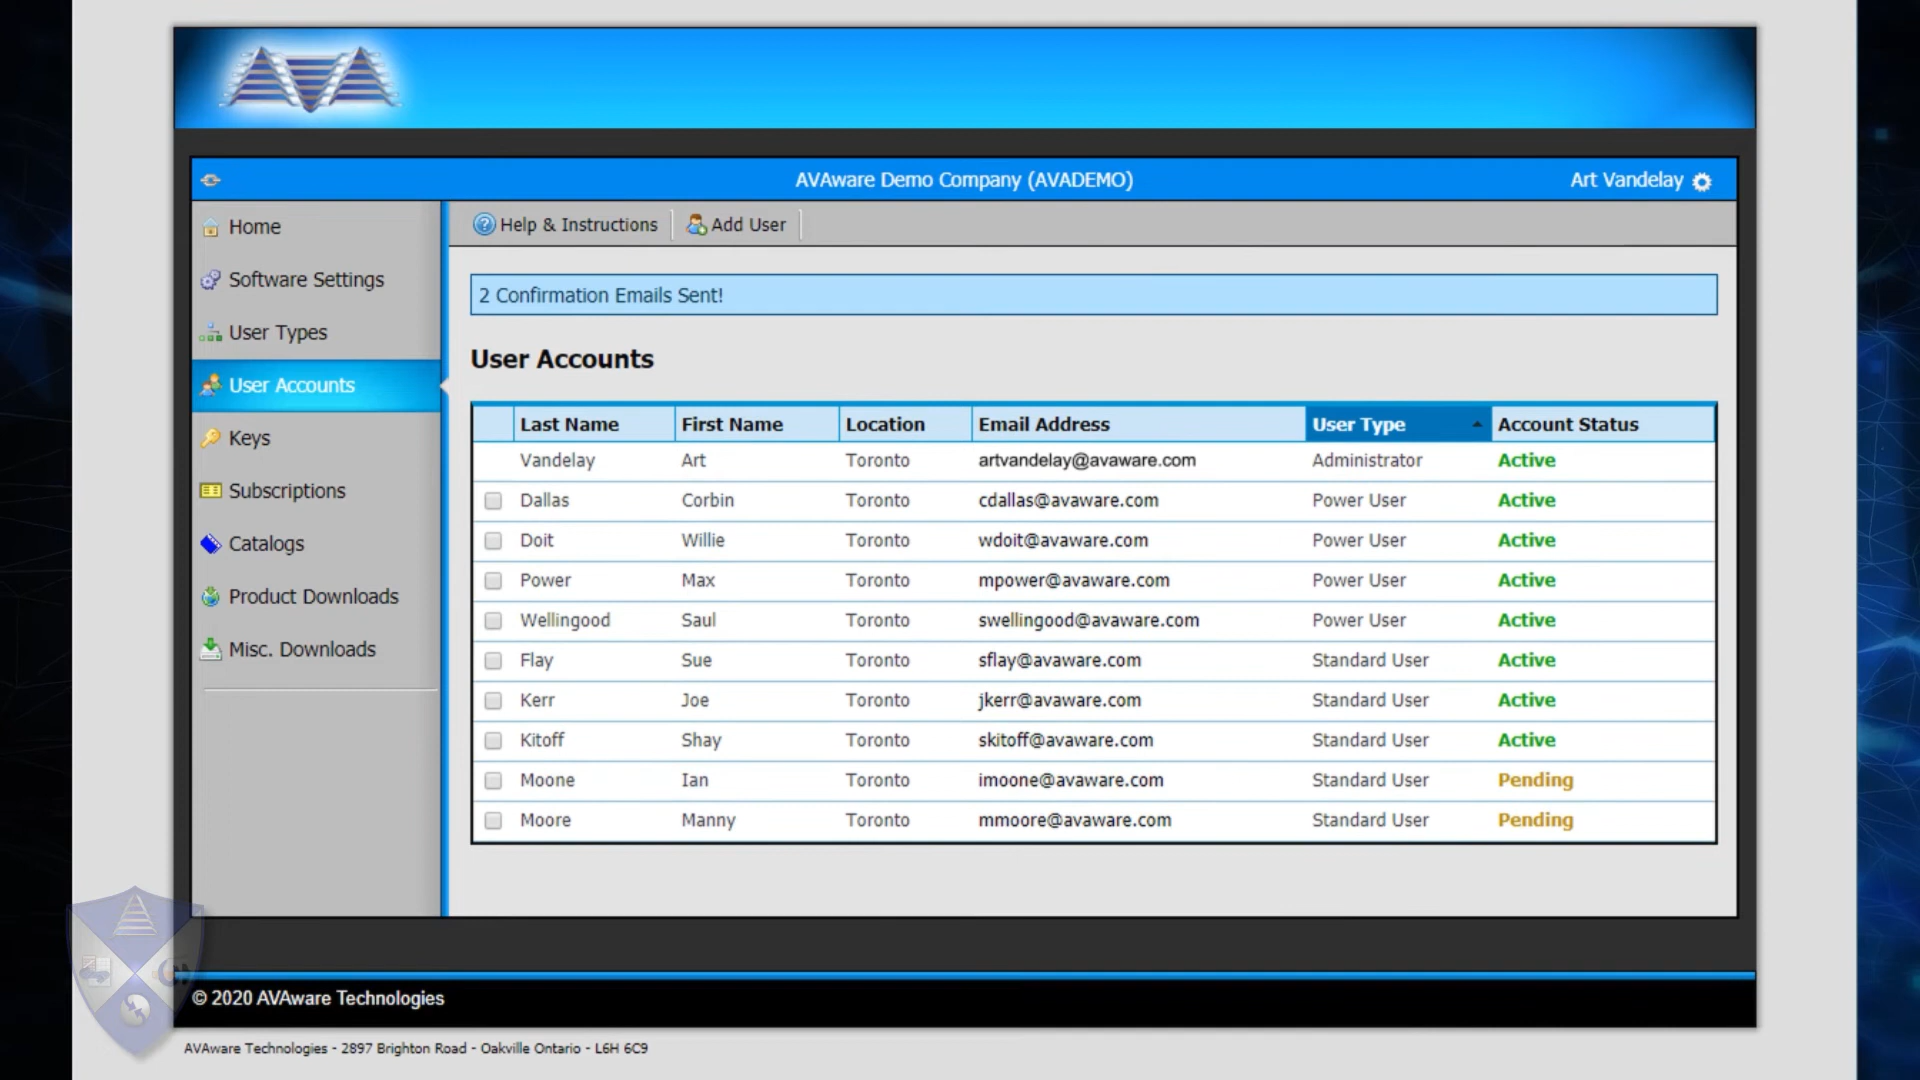 AVAware Demo Company (AVADEMO)
Art Vandelay
Home
Software Settings
User Types
User Accounts
Keys
Subscriptions
Catalogs
Product Downloads
Misc. Downloads
Help & Instructions
Add User
2 Confirmation Emails Sent!
User Accounts
Last Name First Name Location Email Address User Type Account Status
Vandelay Art Toronto artvandelay@avaware.com Administrator Active
Dallas Corbin Toronto cdallas@avaware.com Power User Active
Doit Willie Toronto wdoit@avaware.com Power User Active
Power Max Toronto mpower@avaware.com Power User Active
Wellingood Saul Toronto swellingood@avaware.com Power User Active
Flay Sue Toronto sflay@avaware.com Standard User Active
Kerr Joe Toronto jkerr@avaware.com Standard User Active
Kitoff Shay Toronto skitoff@avaware.com Standard User Active
Moone Ian Toronto imoone@avaware.com Standard User Pending
Moore Manny Toronto mmoore@avaware.com Standard User Pending
© 2020 AVAware Technologies
AVAware Technologies - 2897 Brighton Road - Oakville Ontario - L6H 6C9